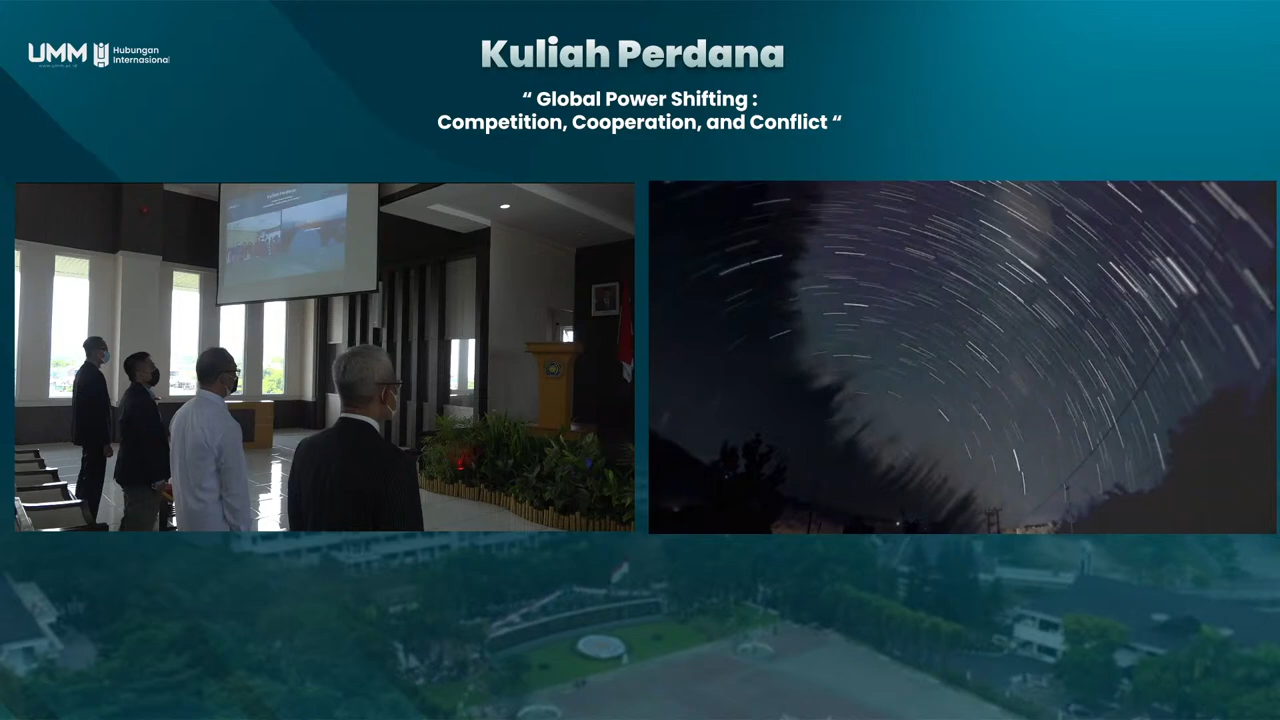 UMM
Hubungan
Internasional
Kuliah Perdana
“ Global Power Shifting :
Competition, Cooperation, and Conflict “